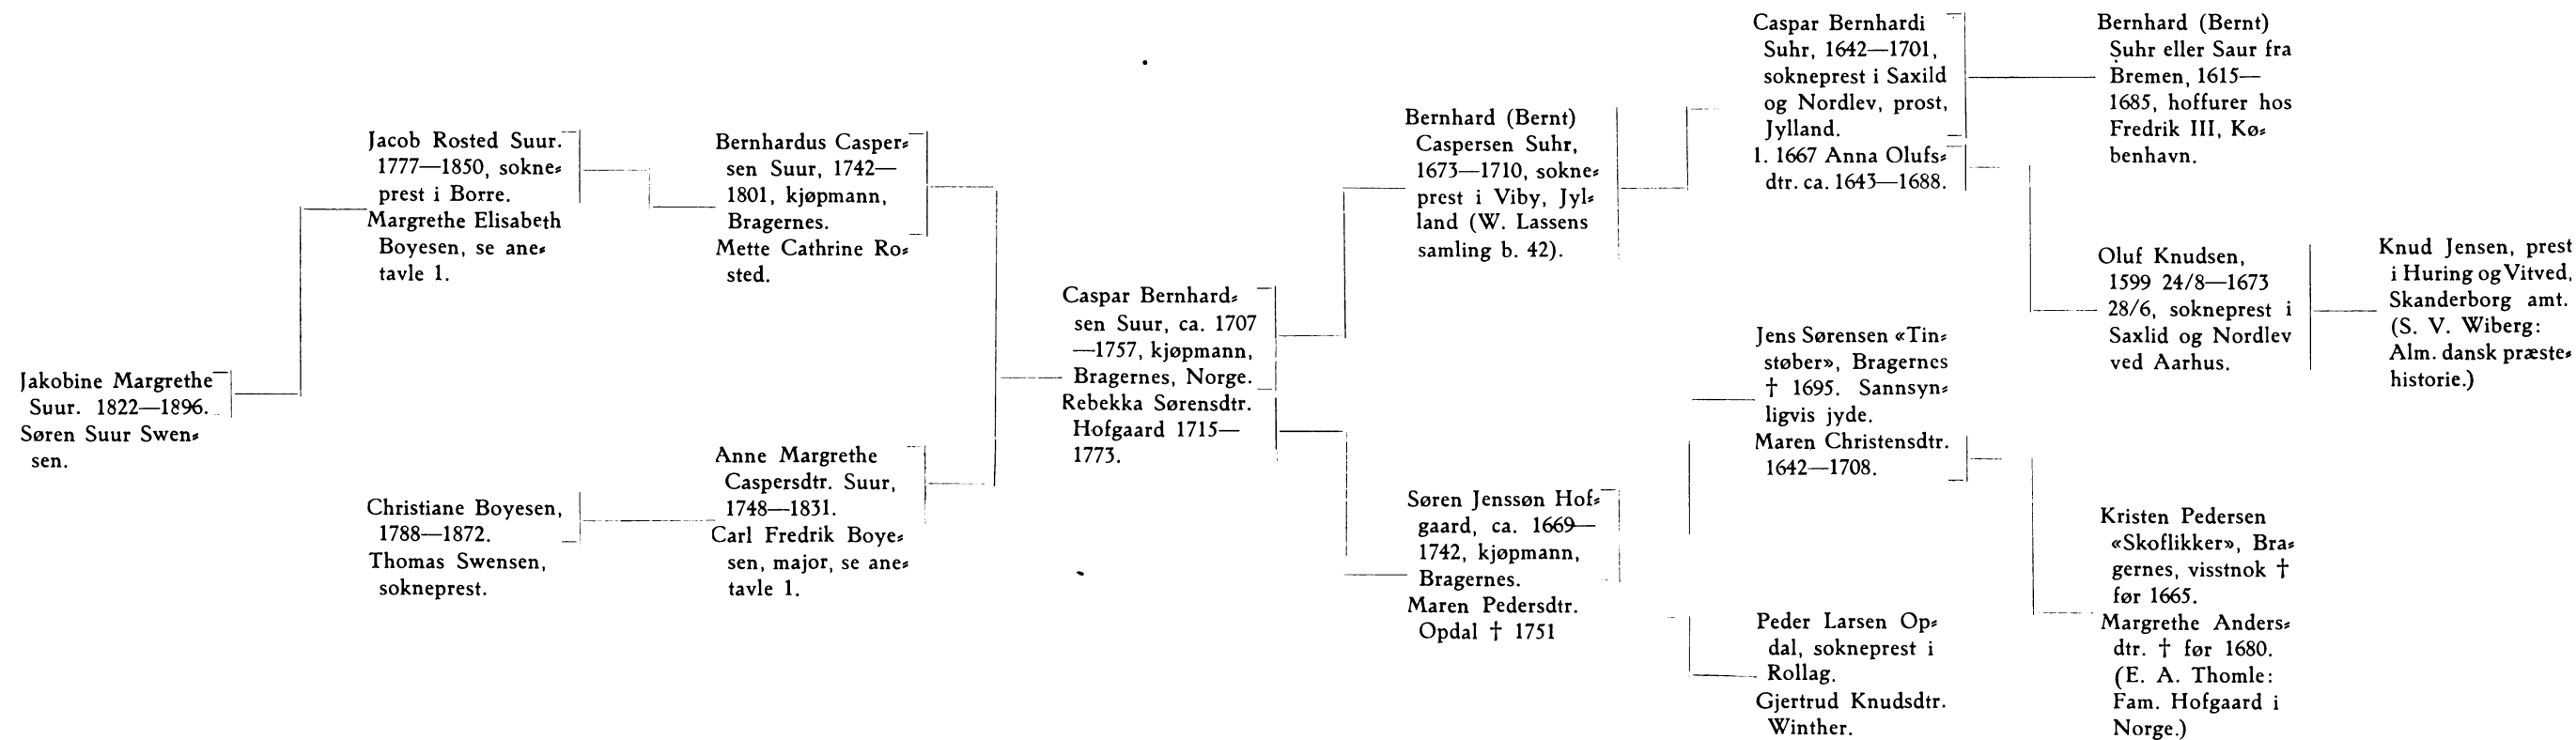 Jakobine Margrethe
Suur. 1822—1896.
Søren Suur Swen⸗
sen.
Jacob Rosted Suur.
1777—1850, sokne⸗
prest i Borre.
Margrethe Elisabeth
Boyesen, se ane⸗
tavle 1.
Christiane Boyesen,
1788—1872.
Thomas Swensen,
sokneprest.
Bernhardus Casper⸗
sen Suur, 1742—
1801, kjøpmann,
Bragernes.
Mette Cathrine Ro⸗
sted.
Anne Margrethe
Caspersdtr. Suur,
1748—1831.
Carl Fredrik Boye⸗
sen, major, se ane⸗
tavle 1.
Caspar Bernhard⸗
sen Suur, ca. 1707
—1757, kjøpmann,
Bragernes, Norge.
Rebekka Sørensdtr.
Hofgaard 1715—
1773.
Bernhard (Bernt)
Caspersen Suhr,
1673—1710, sokne⸗
prest i Viby, Jyl⸗
land (W. Lassens
samling b. 42).
Søren Jenssøn Hof⸗
gaard, ca. 1669—
1742, kjøpmann,
Bragernes.
Maren Pedersdtr.
Opdal † 1751
Caspar Bernhardi
Suhr, 1642—1701,
sokneprest i Saxild
og Nordlev, prost,
Jylland.
1. 1667 Anna Olufs⸗
dtr. ca. 1643—1688.
Jens Sørensen «Tin⸗
støber», Bragernes
† 1695. Sannsyn⸗
ligvis jyde.
Maren Christensdtr.
1642—1708.
Peder Larsen Op⸗
dal, sokneprest i
Rollag.
Gjertrud Knudsdtr.
Winther.
Bernhard (Bernt)
Suhr eller Saur fra
Bremen, 1615—
1685, hoffurer hos
Fredrik III, Kø⸗
benhavn.
Oluf Knudsen,
1599 24/8—1673
28/6, sokneprest i
Saxlid og Nordlev
ved Aarhus.
Kristen Pedersen
«Skoflikker», Bra⸗
gernes, visstnok †
før 1665.
Margrethe Anders⸗
dtr. † før 1680.
(E. A. Thomle:
Fam. Hofgaard i
Norge.)
Knud Jensen, prest
i Huring og Vitved,
Skanderborg amt.
(S. V. Wiberg:
Alm. dansk præste⸗
historie.)